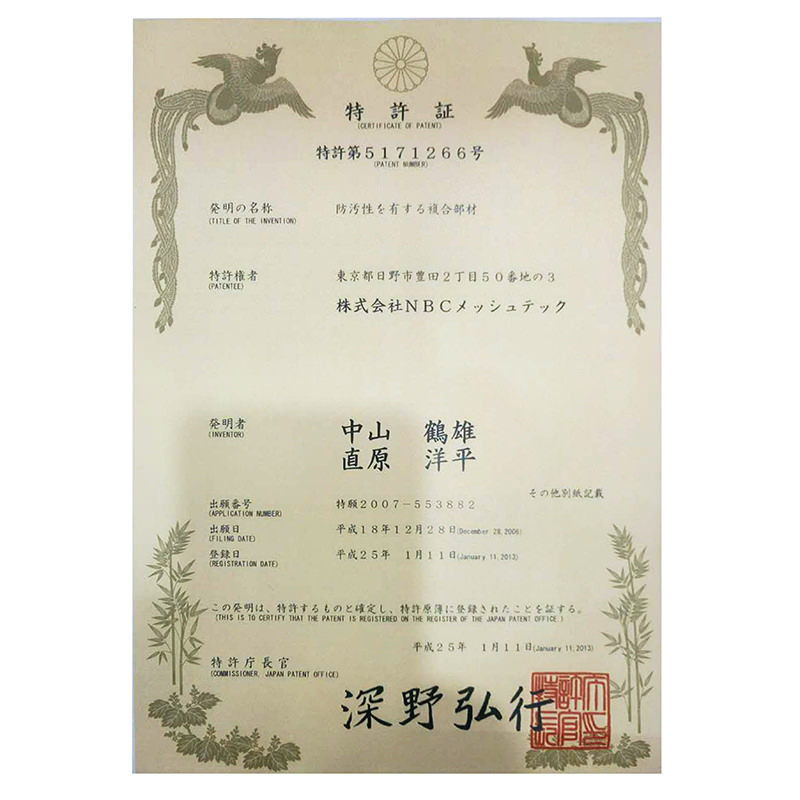 特許証
(CERTIFICATE OF PATENT)
特許第5171266号
(PATENT NUMBER)
発明の名称 防汚性を有する複合部材
(TITLE OF THE INVENTION)
特許権者 東京都日野市豊田2丁目50番地の3
(PATENTEE)
株式会社NBCメッシュテック
発明者 中山 鶴雄
(INVENTOR)
直原 洋平
その他別紙記載
出願番号 特願2007-553882
(APPLICATION NUMBER)
出願日 平成18年12月28日(December 28,2006)
(FILING DATE)
登録日 平成25年 1月11日(January 11,2013)
(REGISTRATION DATE)
この発明は、特許するものと確定し、特許原簿に登録されたことを証する。
(THIS IS TO CERTIFY THAT THE PATENT IS REGISTERED ON THE REGISTER OF THE JAPAN PATENT OFFICE.)
平成25年 1月11日(January 11,2013)
特許庁長官
(COMMISSIONER, JAPAN PATENT OFFICE)
深野弘行